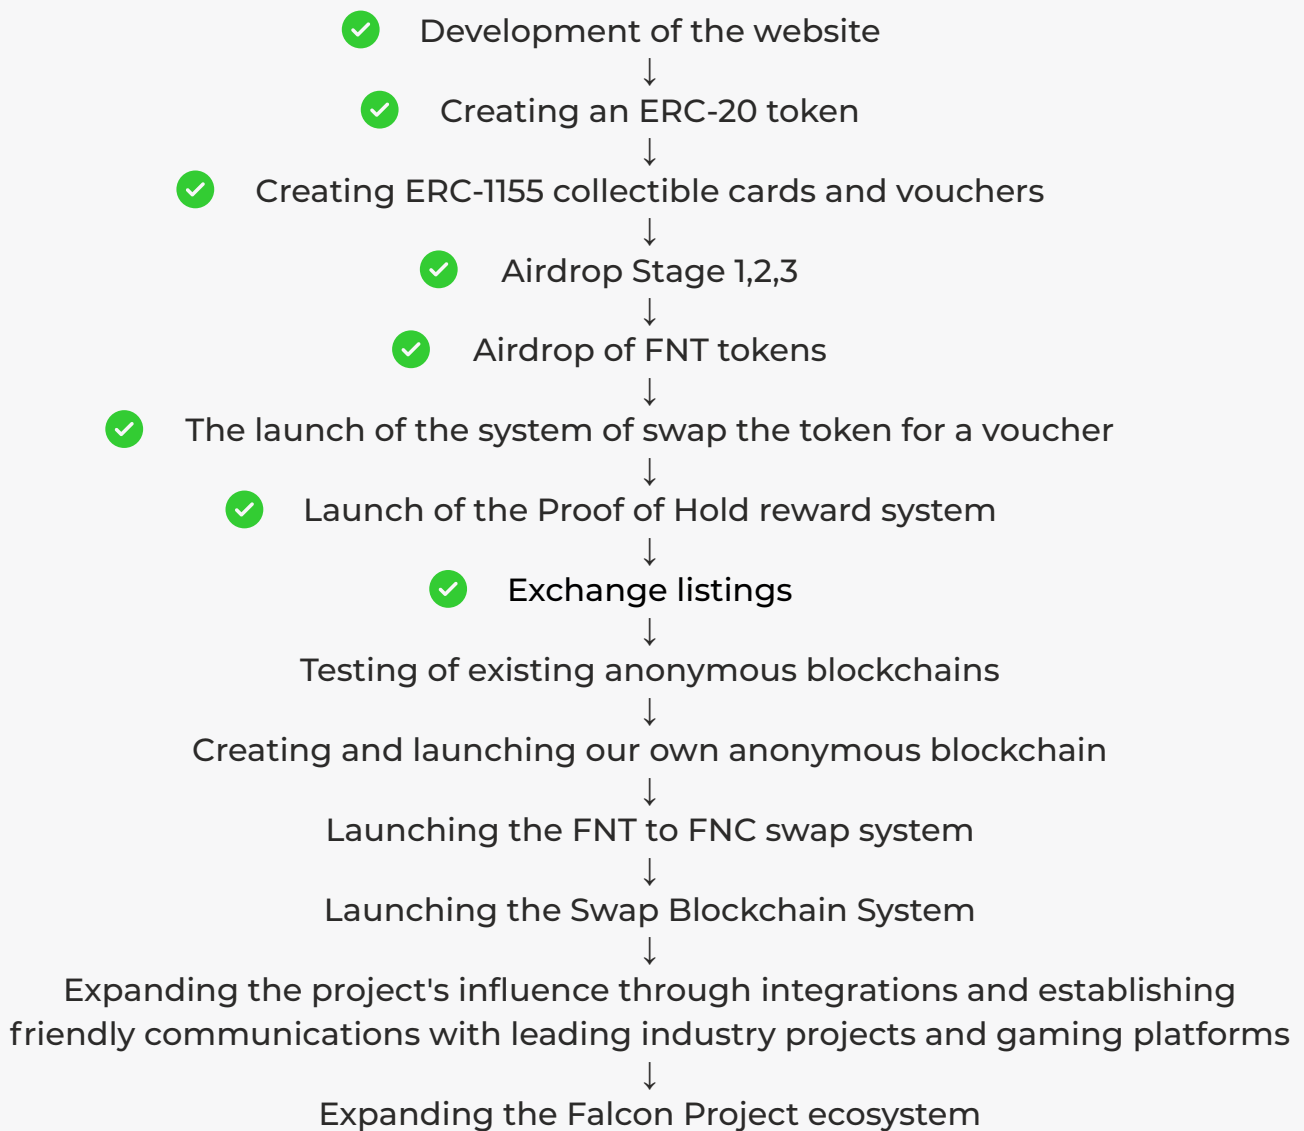 Development of the website
↓
Creating an ERC-20 token
↓
Creating ERC-1155 collectible cards and vouchers
↓
Airdrop Stage 1,2,3
↓
Airdrop of FNT tokens
↓
The launch of the system of swap the token for a voucher
↓
Launch of the Proof of Hold reward system
↓
Exchange listings
↓
Testing of existing anonymous blockchains
↓
Creating and launching our own anonymous blockchain
↓
Launching the FNT to FNC swap system
↓
Launching the Swap Blockchain System
↓
Expanding the project's influence through integrations and establishing
friendly communications with leading industry projects and gaming platforms
↓
Expanding the Falcon Project ecosystem